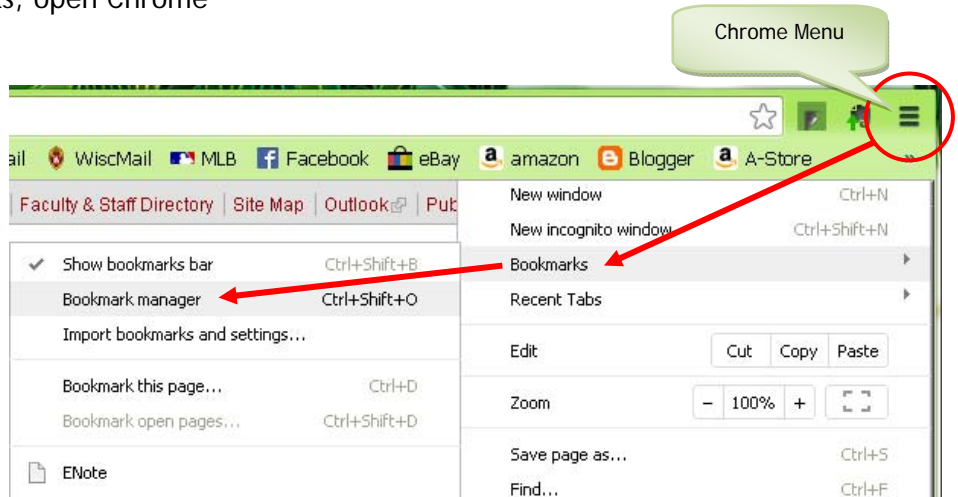 ks, open Chrome
Chrome Menu
ail WiscMail MLB Facebook eBay amazon Blogger A-Store »
Faculty & Staff Directory | Site Map | Outlook | Pub
New window Ctrl+N
New incognito window Ctrl+Shift+N
Bookmarks
Recent Tabs
Edit Cut Copy Paste
Zoom - 100% +
Save page as... Ctrl+S
Find... Ctrl+F
Show bookmarks bar Ctrl+Shift+B
Bookmark manager Ctrl+Shift+O
Import bookmarks and settings...
Bookmark this page... Ctrl+D
Bookmark open pages... Ctrl+Shift+D
ENote